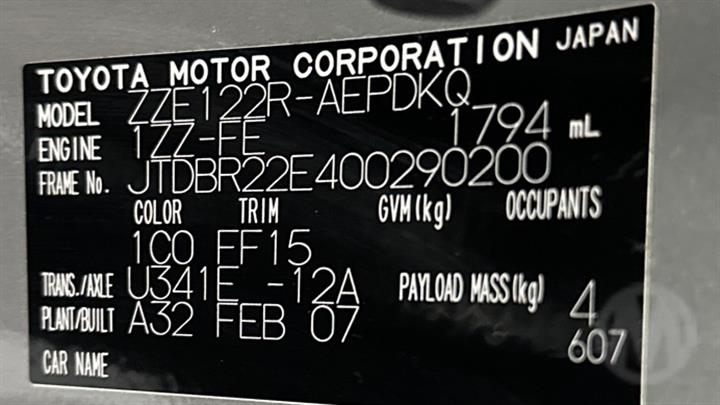 TOYOTA MOTOR CORPORATION JAPAN
MODEL ZZE122R-AEPDKQ
ENGINE 1ZZ-FE 1794 mL
FRAME No. JTDBR22E400290200
COLOR TRIM GVM(kg) OCCUPANTS
1C0 FF15
TRANS./AXLE U341E -12A PAYLOAD MASS(kg) 4
PLANT/BUILT A32 FEB 07 607
CAR NAME